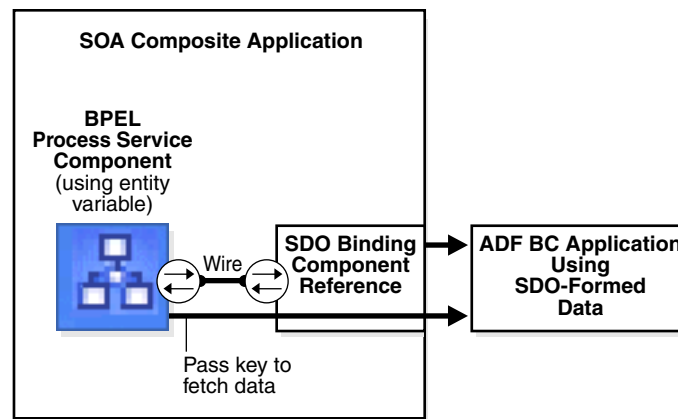 SOA Composite Application
BPEL
Process Service
Component
(using entity
variable)
Wire
SDO Binding
Component
Reference
ADF BC Application
Using
SDO-Formed
Data
Pass key to
fetch data